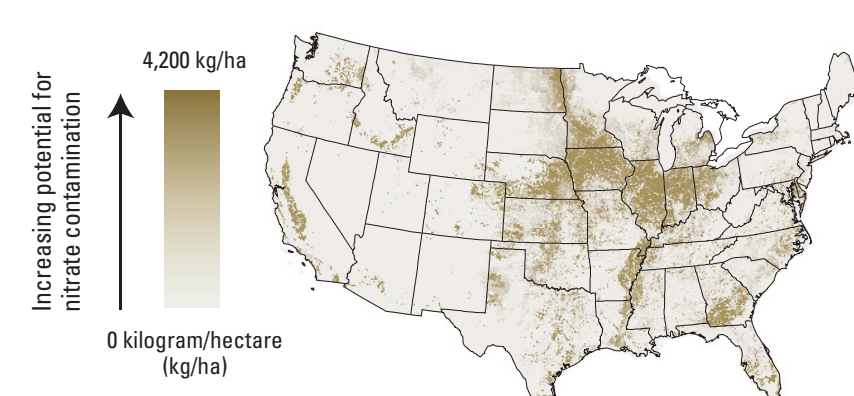 4,200 kg/ha
Increasing potential for
nitrate contamination
0 kilogram/hectare
(kg/ha)